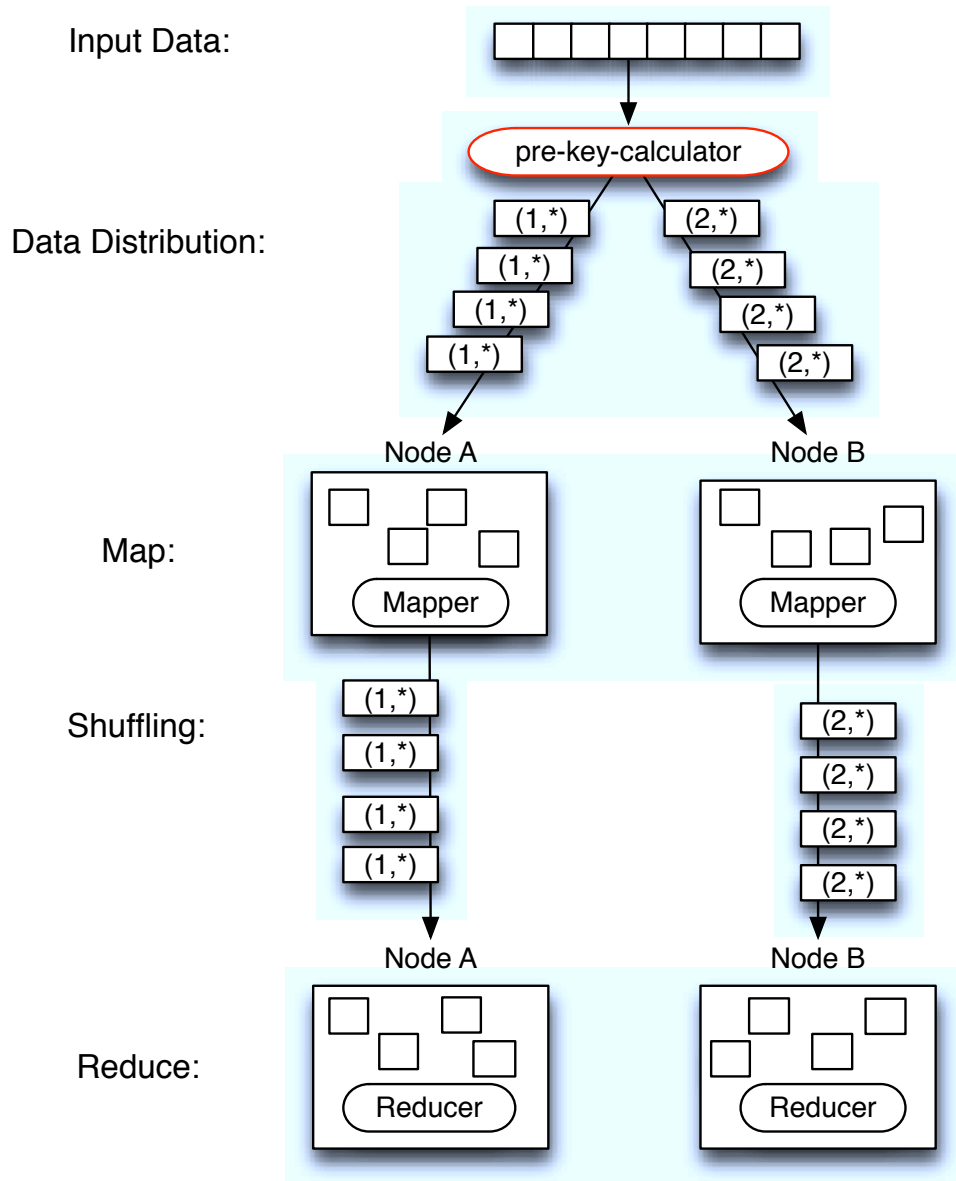 Input Data:
pre-key-calculator
Data Distribution:
(1,*) (2,*)
(1,*) (2,*)
(1,*) (2,*)
(1,*) (2,*)
Node A Node B
Map:
Mapper Mapper
Shuffling:
(1,*) (2,*)
(1,*) (2,*)
(1,*) (2,*)
(1,*) (2,*)
Node A Node B
Reduce:
Reducer Reducer